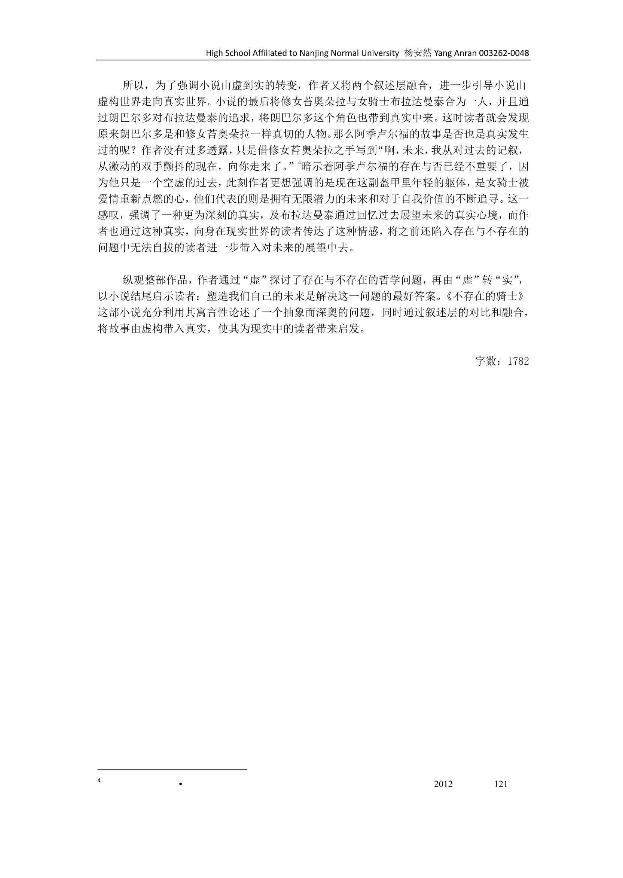 High School Affiliated to Nanjing Normal University 杨安然 Yang Anran 003262-0048
所以，为了强调小说由虚到实的转变，作者又将两个叙述层融合，进一步引导小说由
虚构世界走向真实世界。小说的最后将修女苔奥朵拉与女骑士布拉达曼泰合为一人，并且通
过朗巴尔多对布拉达曼泰的追求，将朗巴尔多这个角色也带到真实中来。这时读者就会发现
原来朗巴尔多是和修女苔奥朵拉一样真切的人物。那么阿季卢尔福的故事是否也是真实发生
过的呢？作者没有过多透露，只是借修女苔奥朵拉之手写到“啊，未来，我从对过去的记叙，
从激动的双手颤抖的现在，向你走来了。”4暗示着阿季卢尔福的存在与否已经不重要了，因
为他只是一个空虚的过去，此刻作者更想强调的是现在这副盔甲里年轻的躯体，是女骑士被
爱情重新点燃的心，他们代表的则是拥有无限潜力的未来和对于自我价值的不断追寻。这一
感叹，强调了一种更为深刻的真实，及布拉达曼泰通过回忆过去展望未来的真实心境，而作
者也通过这种真实，向身在现实世界的读者传达了这种情感，将之前还陷入存在与不存在的
问题中无法自拔的读者进一步带入对未来的展望中去。
纵观整部作品，作者通过“虚”探讨了存在与不存在的哲学问题，再由“虚”转“实”，
以小说结尾启示读者：塑造我们自己的未来是解决这一问题的最好答案。《不存在的骑士》
这部小说充分利用其寓言性论述了一个抽象而深奥的问题，同时通过叙述层的对比和融合，
将故事由虚构带入真实，使其为现实中的读者带来启发。
字数：1782
4 • 2012 121